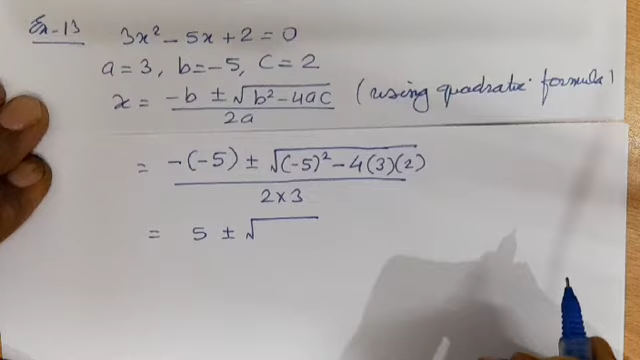 Ex-13 3x² - 5x + 2 = 0
a = 3, b = -5, C = 2
x = -b ± √(b² - 4ac) / 2a (using quadratic formula)
= -(-5) ± √((-5)² - 4(3)(2)) / 2×3
= 5 ± √